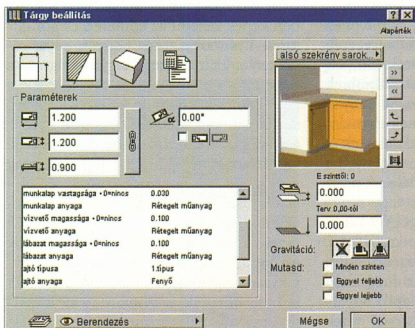 Tárgy beállítás
Alapérték
alsó szekrény sarok.
Paraméterek
1.200
0.00°
α
1.200
0.900
munkalap vastagsága • 0=nincs 0.030
munkalap anyaga Rétegelt műanyag
vízvető magassága • 0=nincs 0.100
vízvető anyaga Rétegelt műanyag
lábazat magassága • 0=nincs 0.100
lábazat anyaga Rétegelt műanyag
ajtó típusa 1.típus
ajtó anyaga Fenyő
E szinttől: 0
0.000
Terv 0,00-tól
0.000
Gravitáció:
Mutasd:
Minden szinten
Eggyel feljebb
Eggyel lejjebb
Berendezés
Mégse
OK